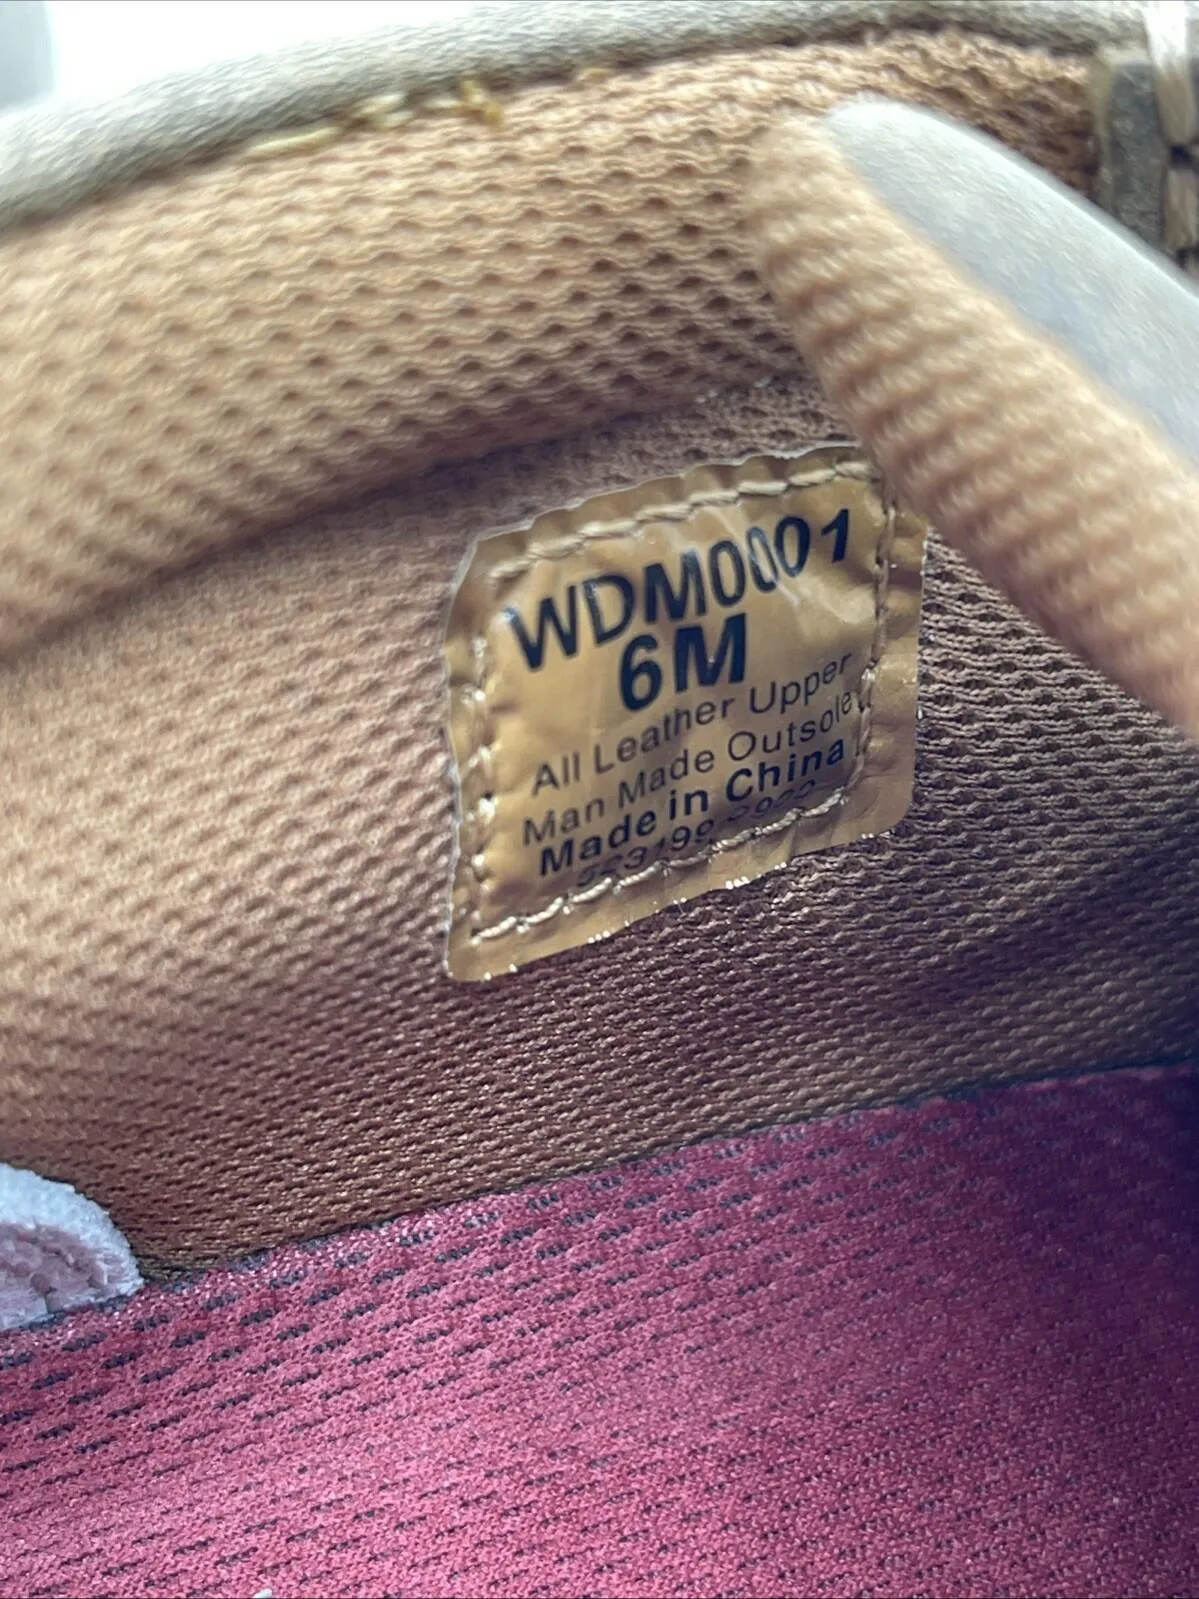 WDM0001
6M
All Leather Upper
Man Made Outsole
Made in China